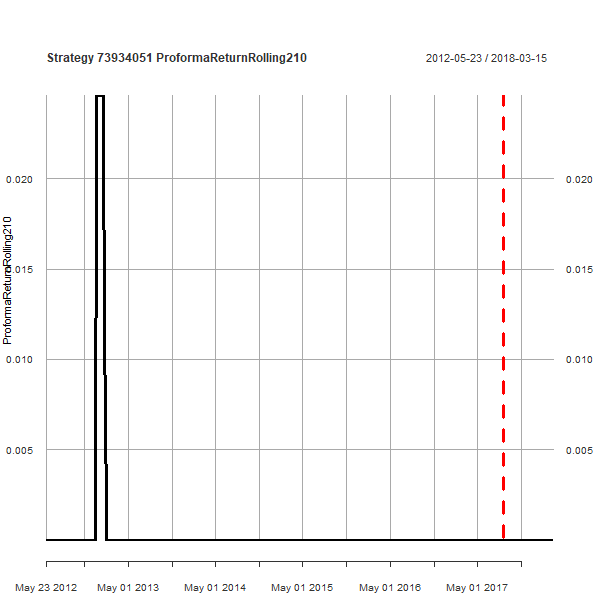 Strategy 73934051 ProformaReturnRolling210
2012-05-23 / 2018-03-15
ProformaReturnRolling210
0.020
0.020
0.015
0.015
0.010
0.010
0.005
0.005
May 23 2012
May 01 2013
May 01 2014
May 01 2015
May 01 2016
May 01 2017